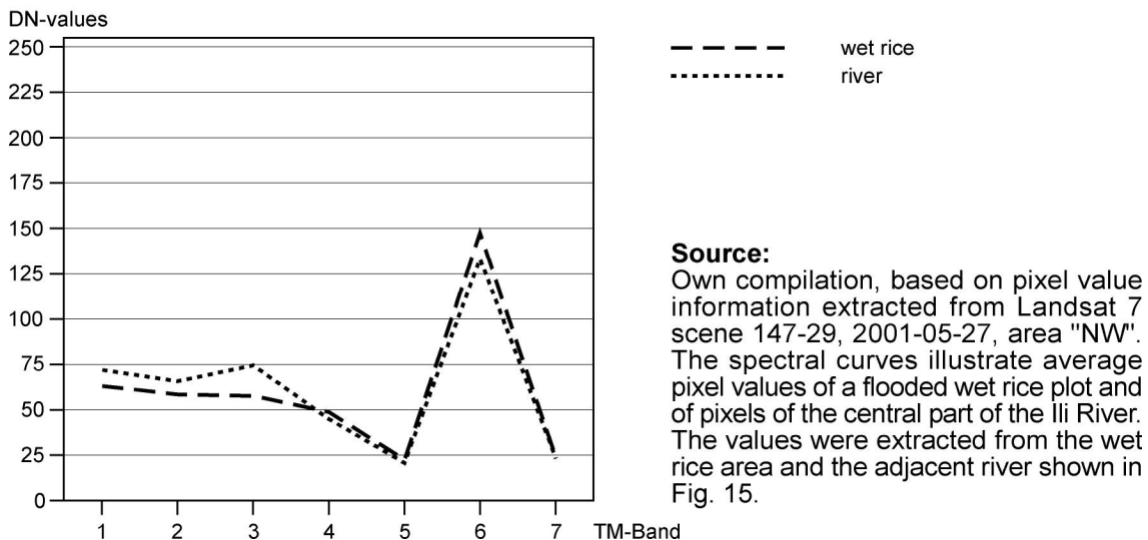 DN-values
250
225
200
175
150
125
100
75
50
25
0
1 2 3 4 5 6 7 TM-Band
wet rice
river
Source:
Own compilation, based on pixel value
information extracted from Landsat 7
scene 147-29, 2001-05-27, area "NW".
The spectral curves illustrate average
pixel values of a flooded wet rice plot and
of pixels of the central part of the Ili River.
The values were extracted from the wet
rice area and the adjacent river shown in
Fig. 15.